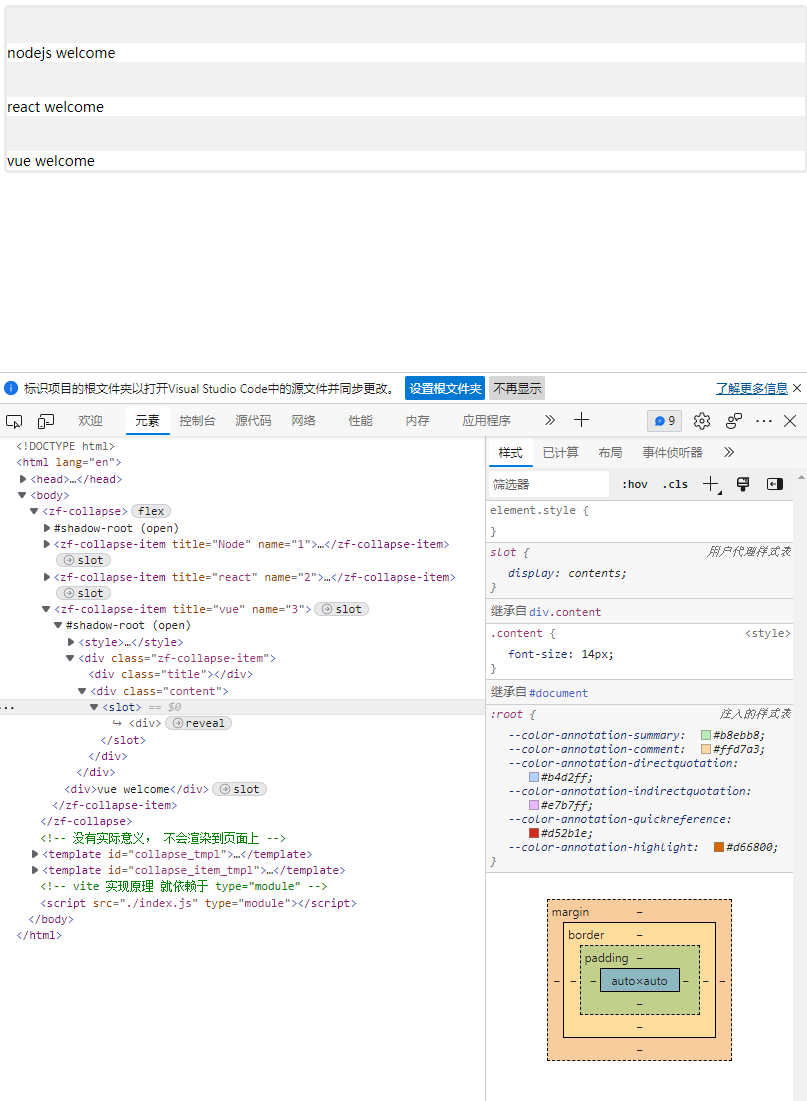 nodejs welcome
react welcome
vue welcome
标识项目的根文件夹以打开Visual Studio Code中的源文件并同步更改。 设置根文件夹 不再显示 了解更多信息
欢迎 元素 控制台 源代码 网络 性能 内存 应用程序 9
<!DOCTYPE html>
<html lang="en">
<head>…</head>
<body>
<zf-collapse> flex
#shadow-root (open)
<zf-collapse-item title="Node" name="1">…</zf-collapse-item>
slot
<zf-collapse-item title="react" name="2">…</zf-collapse-item>
slot
<zf-collapse-item title="vue" name="3"> slot
#shadow-root (open)
<style>…</style>
<div class="zf-collapse-item">
<div class="title"></div>
<div class="content">
<slot> == $0
<div> reveal
</slot>
</div>
</div>
<div>vue welcome</div> slot
</zf-collapse-item>
</zf-collapse>
<!-- 没有实际意义， 不会渲染到页面上 -->
<template id="collapse_tmpl">…</template>
<template id="collapse_item_tmpl">…</template>
<!-- vite 实现原理 就依赖于 type="module" -->
<script src="./index.js" type="module"></script>
</body>
</html>
样式 已计算 布局 事件侦听器
筛选器 :hov .cls
element.style {
}
slot { 用户代理样式表
display: contents;
}
继承自 div.content
.content { <style>
font-size: 14px;
}
继承自 #document
:root { 注入的样式表
--color-annotation-summary: #b8ebb8;
--color-annotation-comment: #ffd7a3;
--color-annotation-directquotation:
#b4d2ff;
--color-annotation-indirectquotation:
#e7b7ff;
--color-annotation-quickreference:
#d52b1e;
--color-annotation-highlight: #d66800;
}
margin –
border –
padding –
– – – auto×auto – – –
–
–
–